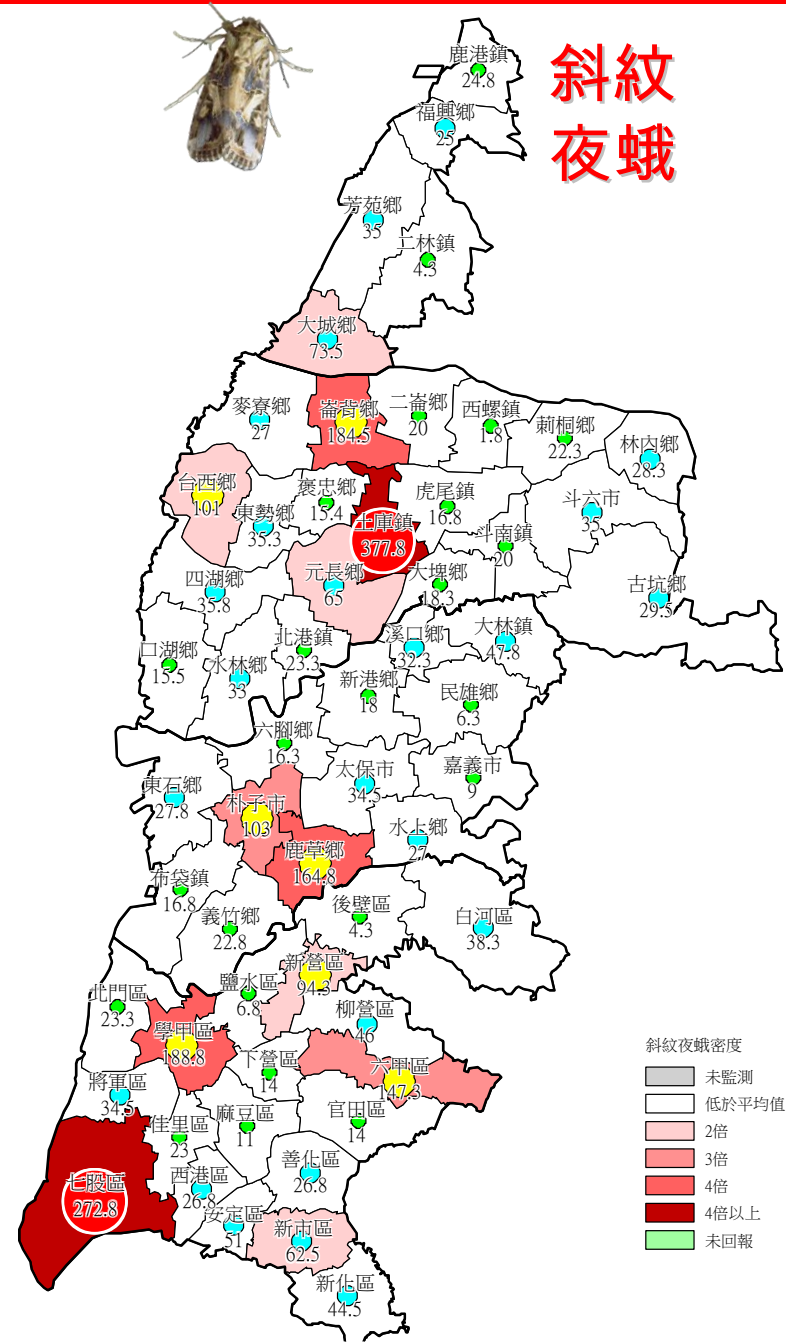 斜紋
夜蛾
鹿港鎮
24.8
福興鄉
25
芳苑鄉
35
二林鎮
4.3
大城鄉
73.5
麥寮鄉
27
崙背鄉
184.5
二崙鄉
20
西螺鎮
1.8
莿桐鄉
22.3
林內鄉
28.3
台西鄉
101
東勢鄉
35.3
褒忠鄉
15.4
土庫鎮
377.8
虎尾鎮
16.8
斗南鎮
20
斗六市
35
四湖鄉
35.8
元長鄉
65
大埤鄉
18.3
古坑鄉
29.5
口湖鄉
15.5
水林鄉
33
北港鎮
23.3
溪口鄉
32.3
大林鎮
47.8
新港鄉
18
民雄鄉
6.3
六腳鄉
16.3
東石鄉
27.8
朴子市
103
太保市
34.5
嘉義市
9
鹿草鄉
164.8
水上鄉
27
布袋鎮
16.8
義竹鄉
22.8
後壁區
4.3
白河區
38.3
北門區
23.3
鹽水區
6.8
新營區
94.3
柳營區
46
學甲區
188.8
下營區
14
六甲區
147.3
將軍區
34.5
佳里區
23
麻豆區
11
官田區
14
七股區
272.8
西港區
26.8
善化區
26.8
安定區
51
新市區
62.5
新化區
44.5
斜紋夜蛾密度
未監測
低於平均值
2倍
3倍
4倍
4倍以上
未回報